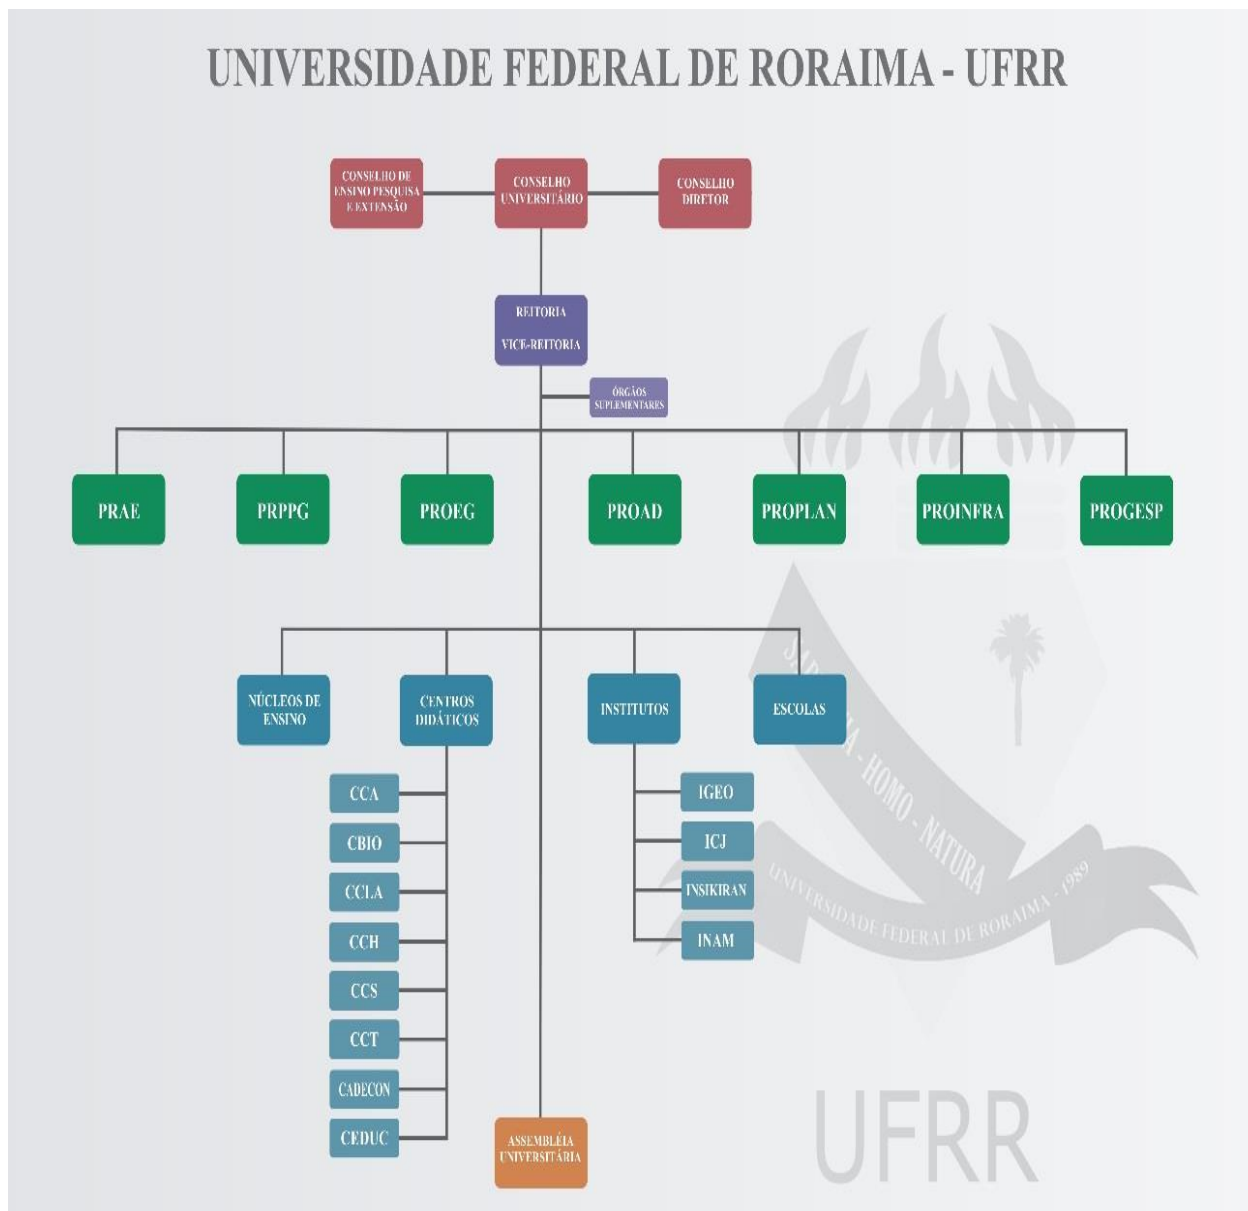 UNIVERSIDADE FEDERAL DE RORAIMA - UFRR
CONSELHO DE
ENSINO PESQUISA
E EXTENSÃO
CONSELHO
UNIVERSITÁRIO
CONSELHO
DIRETOR
REITORIA
VICE-REITORIA
ÓRGÃOS
SUPLEMENTARES
PRAE
PRPPG
PROEG
PROAD
PROPLAN
PROINFRA
PROGESP
NÚCLEOS DE
ENSINO
CENTROS
DIDÁTICOS
INSTITUTOS
ESCOLAS
CCA
CBIO
CCLA
CCH
CCS
CCT
CADECON
CEDUC
IGEO
ICJ
INSIKIRAN
INAM
ASSEMBLÉIA
UNIVERSITÁRIA
HOMO - NATURA
UNIVERSIDADE FEDERAL DE RORAIMA - 1989
UFRR